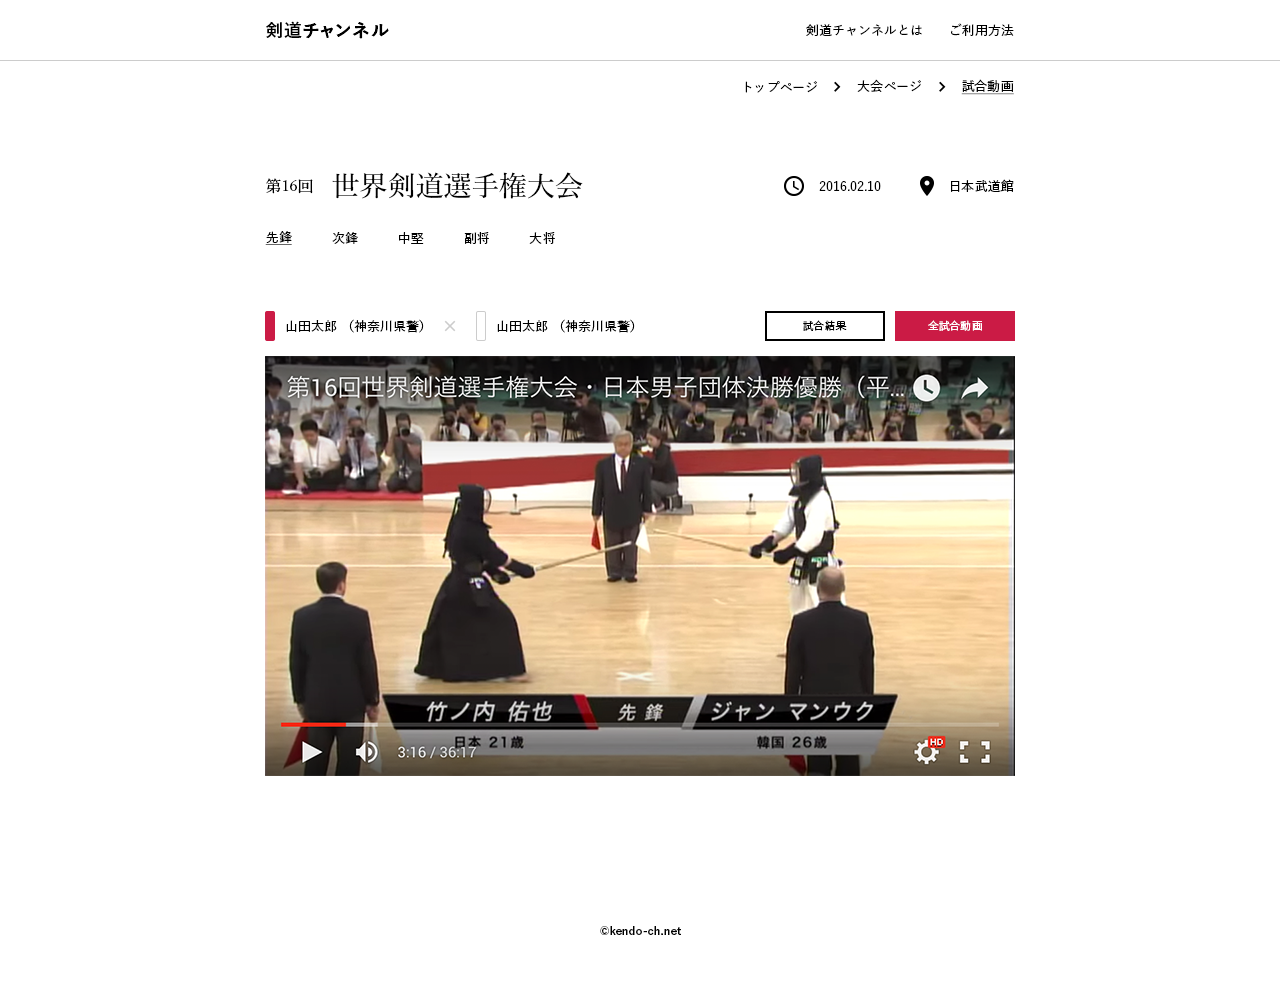 剣道チャンネル
剣道チャンネルとは ご利用方法
トップページ 大会ページ 試合動画
第16回 世界剣道選手権大会 2016.02.10 日本武道館
先鋒 次鋒 中堅 副将 大将
山田太郎 （神奈川県警） 山田太郎 （神奈川県警） 試合結果 全試合動画
第16回世界剣道選手権大会・日本男子団体決勝優勝（平...
竹ノ内 佑也 先鋒 ジャン マンウク
日本 21歳 韓国 26歳
3:16 / 36:17 HD
©kendo-ch.net